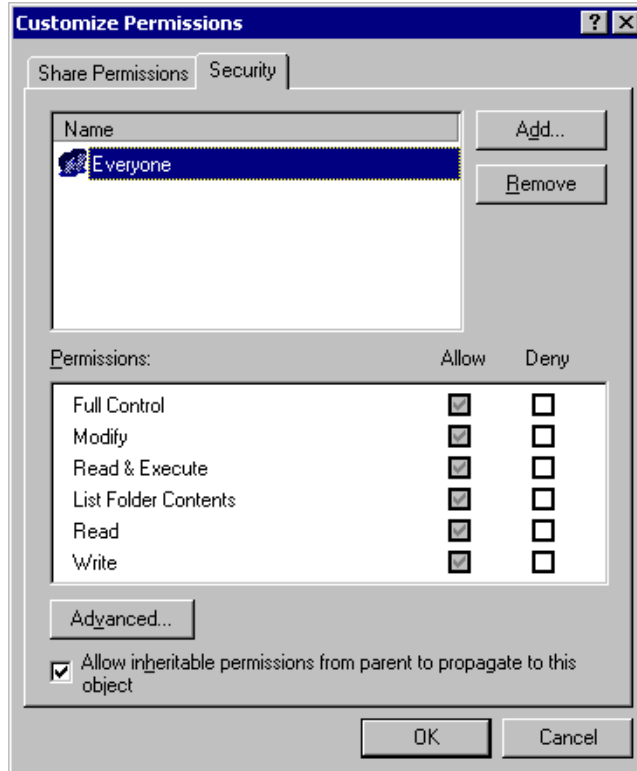 Customize Permissions
Share Permissions Security
Name
Add...
Everyone
Remove
Permissions: Allow Deny
Full Control
Modify
Read & Execute
List Folder Contents
Read
Write
Advanced...
Allow inheritable permissions from parent to propagate to this
object
OK Cancel